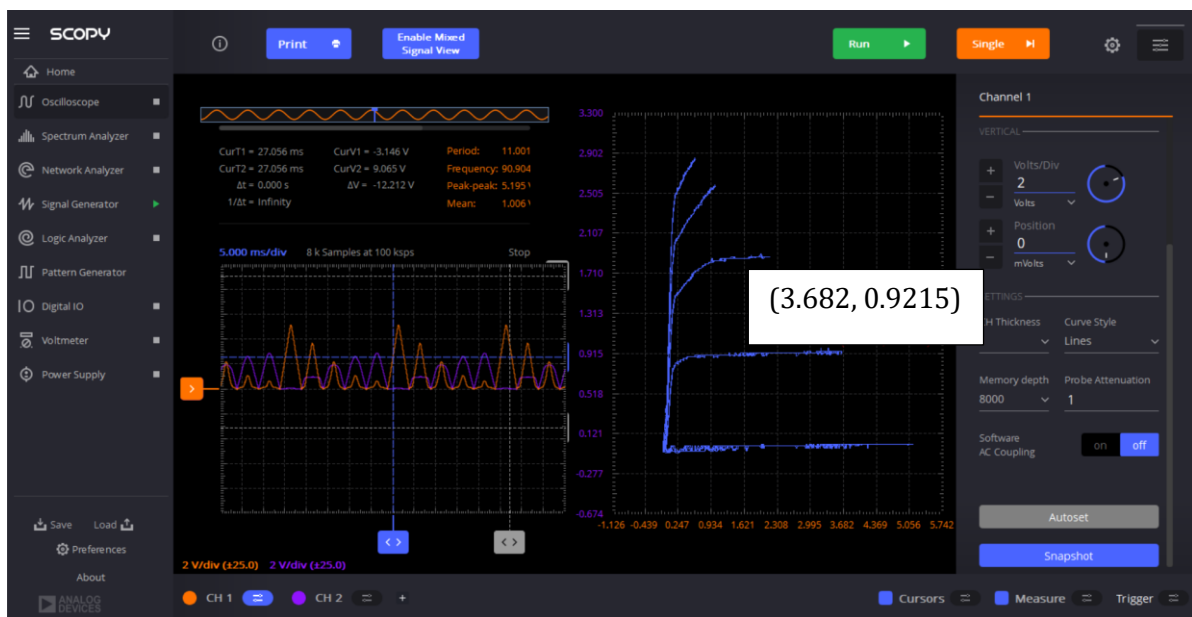 SCOPY
Print
Enable Mixed
Signal View
Run
Single
Home
Oscilloscope
Spectrum Analyzer
Network Analyzer
Signal Generator
Logic Analyzer
Pattern Generator
Digital IO
Voltmeter
Power Supply
Save Load
Preferences
About
ANALOG
DEVICES
CurT1 = 27.056 ms CurV1 = -3.146 V Period: 11.001
CurT2 = 27.056 ms CurV2 = 9.065 V Frequency: 90.904
Δt = 0.000 s ΔV = -12.212 V Peak-peak: 5.195
1/Δt = Infinity Mean: 1.006
5.000 ms/div 8 k Samples at 100 ksps Stop
3.300
2.902
2.505
2.107
1.710
1.313
0.915
0.518
0.121
-0.277
-0.674
-1.126 -0.439 0.247 0.934 1.621 2.308 2.995 3.682 4.369 5.056 5.742
(3.682, 0.9215)
2 V/div (±25.0) 2 V/div (±25.0)
CH 1 CH 2 +
Cursors Measure Trigger
Channel 1
VERTICAL
+ Volts/Div
2
− Volts
+ Position
0
− mVolts
CH Thickness Curve Style
Lines
Memory depth Probe Attenuation
8000 1
Software
AC Coupling on off
Autoset
Snapshot